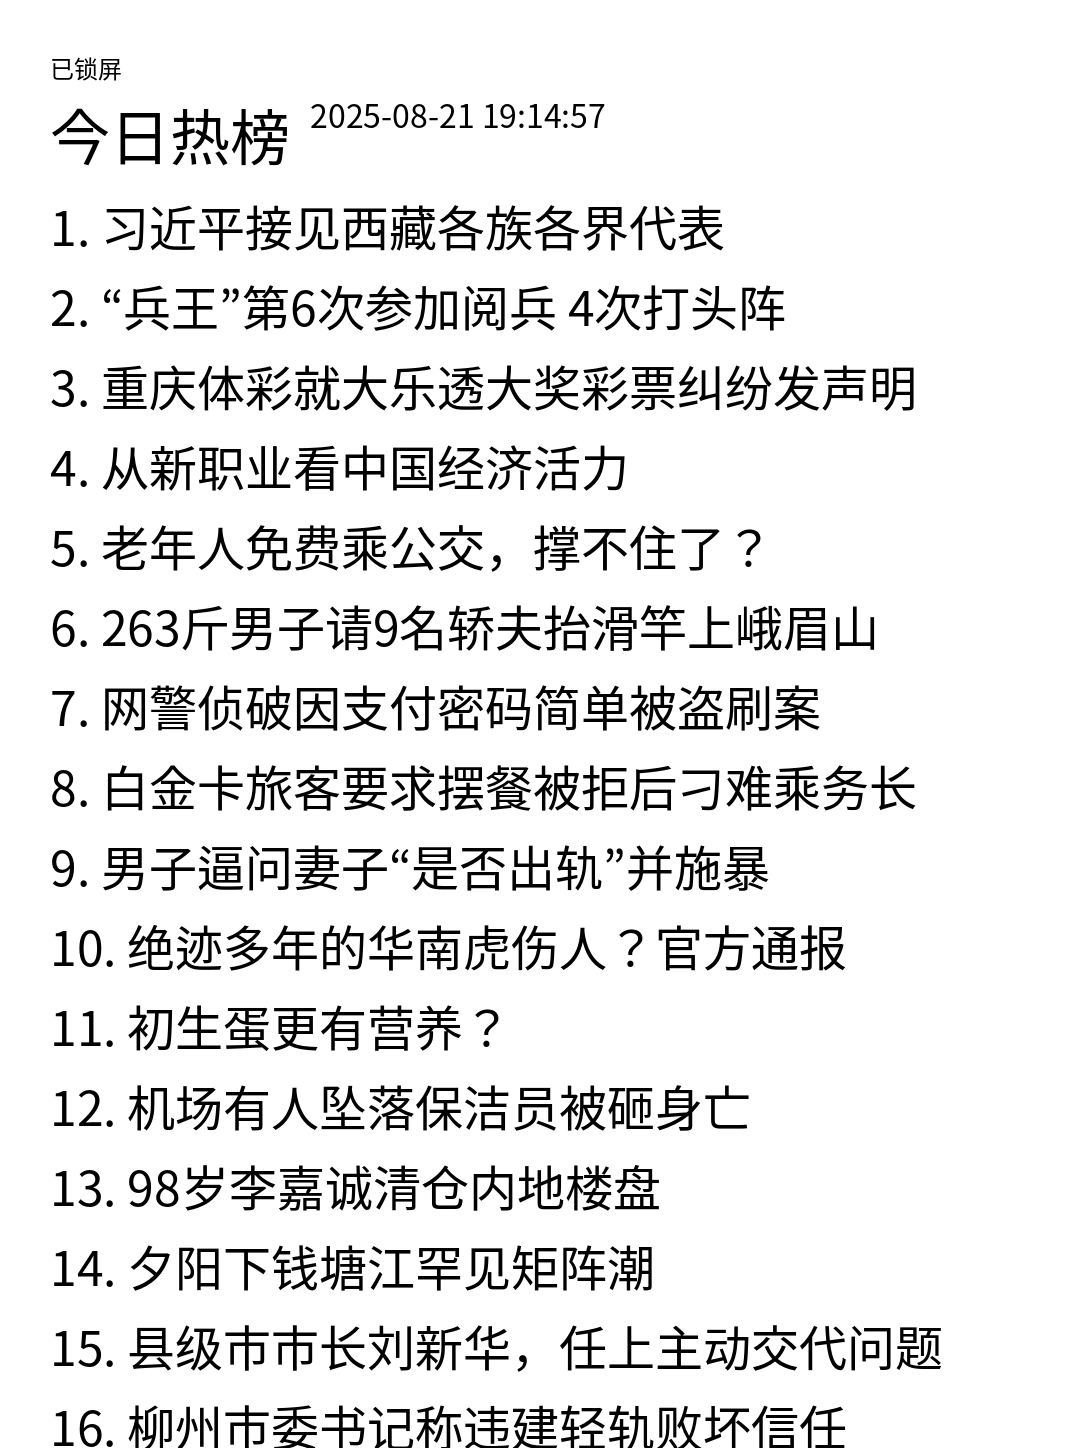 已锁屏
今日热榜 2025-08-21 19:14:57
1. 习近平接见西藏各族各界代表
2. “兵王”第6次参加阅兵 4次打头阵
3. 重庆体彩就大乐透大奖彩票纠纷发声明
4. 从新职业看中国经济活力
5. 老年人免费乘公交，撑不住了？
6. 263斤男子请9名轿夫抬滑竿上峨眉山
7. 网警侦破因支付密码简单被盗刷案
8. 白金卡旅客要求摆餐被拒后刁难乘务长
9. 男子逼问妻子“是否出轨”并施暴
10. 绝迹多年的华南虎伤人？官方通报
11. 初生蛋更有营养？
12. 机场有人坠落保洁员被砸身亡
13. 98岁李嘉诚清仓内地楼盘
14. 夕阳下钱塘江罕见矩阵潮
15. 县级市市长刘新华，任上主动交代问题
16. 柳州市委书记称违建轻轨败坏信任